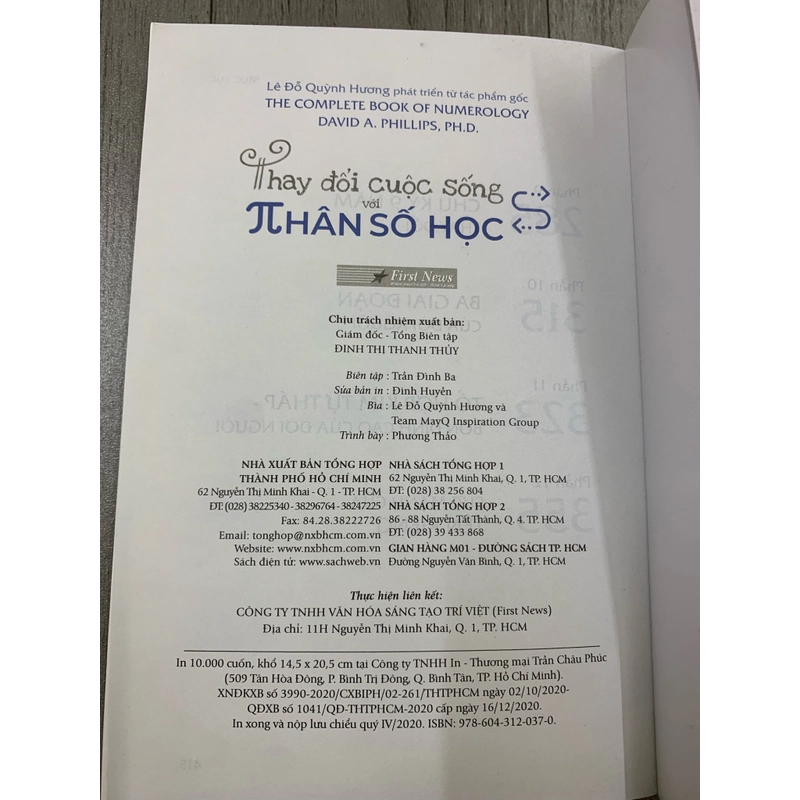 Lê Đỗ Quỳnh Hương phát triển từ tác phẩm gốc
THE COMPLETE BOOK OF NUMEROLOGY
DAVID A. PHILLIPS, PH.D.
Thay đổi cuộc sống
với
NHÂN SỐ HỌC
First News
Chịu trách nhiệm xuất bản:
Giám đốc - Tổng Biên tập
ĐINH THỊ THANH THỦY
Biên tập : Trần Đình Ba
Sửa bản in : Đình Huyền
Bìa : Lê Đỗ Quỳnh Hương và
Team MayQ Inspiration Group
Trình bày : Phương Thảo
NHÀ XUẤT BẢN TỔNG HỢP
THÀNH PHỐ HỒ CHÍ MINH
62 Nguyễn Thị Minh Khai - Q. 1 - TP. HCM
ĐT: (028) 38225340 - 38296764 - 38247225
Fax: 84.28.38222726
Email: tonghop@nxbhcm.com.vn
Website: www.nxbhcm.com.vn
Sách điện tử: www.sachweb.vn
NHÀ SÁCH TỔNG HỢP 1
62 Nguyễn Thị Minh Khai, Q. 1, TP. HCM
ĐT: (028) 38 256 804
NHÀ SÁCH TỔNG HỢP 2
86 - 88 Nguyễn Tất Thành, Q. 4. TP. HCM
ĐT: (028) 39 433 868
GIAN HÀNG M01 - ĐƯỜNG SÁCH TP. HCM
Đường Nguyễn Văn Bình, Q. 1, TP. HCM
Thực hiện liên kết:
CÔNG TY TNHH VĂN HÓA SÁNG TẠO TRÍ VIỆT (First News)
Địa chỉ: 11H Nguyễn Thị Minh Khai, Q. 1, TP. HCM
In 10.000 cuốn, khổ 14,5 x 20,5 cm tại Công ty TNHH In - Thương mại Trần Châu Phúc
(509 Tân Hòa Đông, P. Bình Trị Đông, Q. Bình Tân, TP. Hồ Chí Minh).
XNĐKXB số 3990-2020/CXBIPH/02-261/THTPHCM ngày 02/10/2020-
QĐXB số 1041/QĐ-THTPHCM-2020 cấp ngày 16/12/2020.
In xong và nộp lưu chiểu quý IV/2020. ISBN: 978-604-312-037-0.